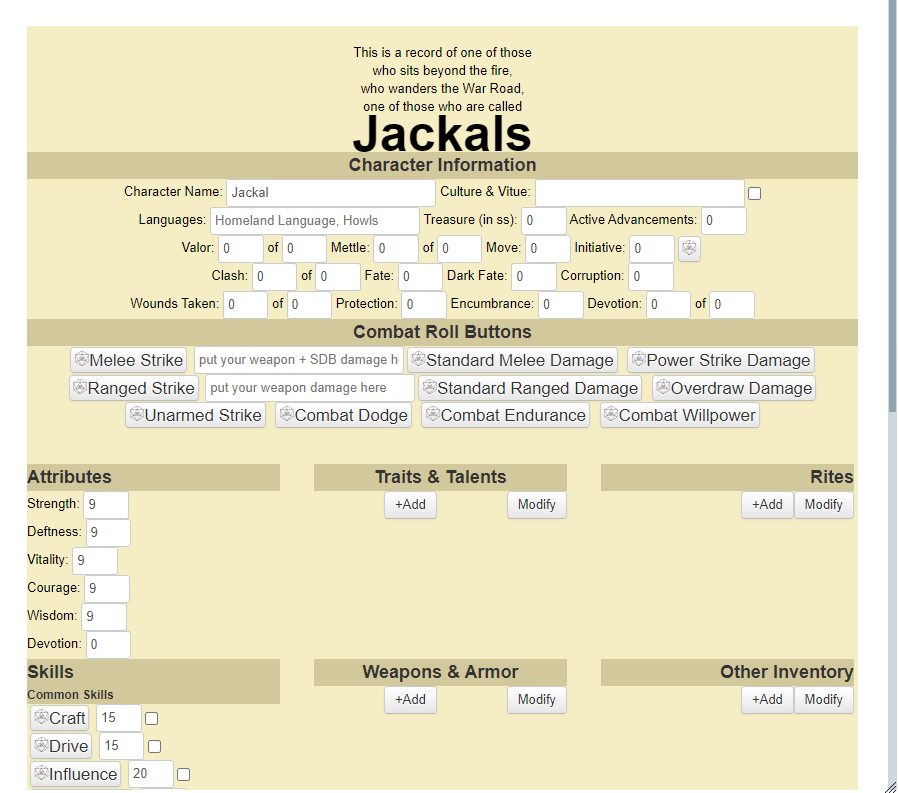 This is a record of one of those
who sits beyond the fire,
who wanders the War Road,
one of those who are called
Jackals
Character Information
Character Name: Jackal Culture & Vitue:
Languages: Homeland Language, Howls Treasure (in ss): 0 Active Advancements: 0
Valor: 0 of 0 Mettle: 0 of 0 Move: 0 Initiative: 0
Clash: 0 of 0 Fate: 0 Dark Fate: 0 Corruption: 0
Wounds Taken: 0 of 0 Protection: 0 Encumbrance: 0 Devotion: 0 of 0
Combat Roll Buttons
Melee Strike put your weapon + SDB damage h Standard Melee Damage Power Strike Damage
Ranged Strike put your weapon damage here Standard Ranged Damage Overdraw Damage
Unarmed Strike Combat Dodge Combat Endurance Combat Willpower
Attributes Traits & Talents Rites
Strength: 9 +Add Modify +Add Modify
Deftness: 9
Vitality: 9
Courage: 9
Wisdom: 9
Devotion: 0
Skills Weapons & Armor Other Inventory
Common Skills +Add Modify +Add Modify
Craft 15
Drive 15
Influence 20